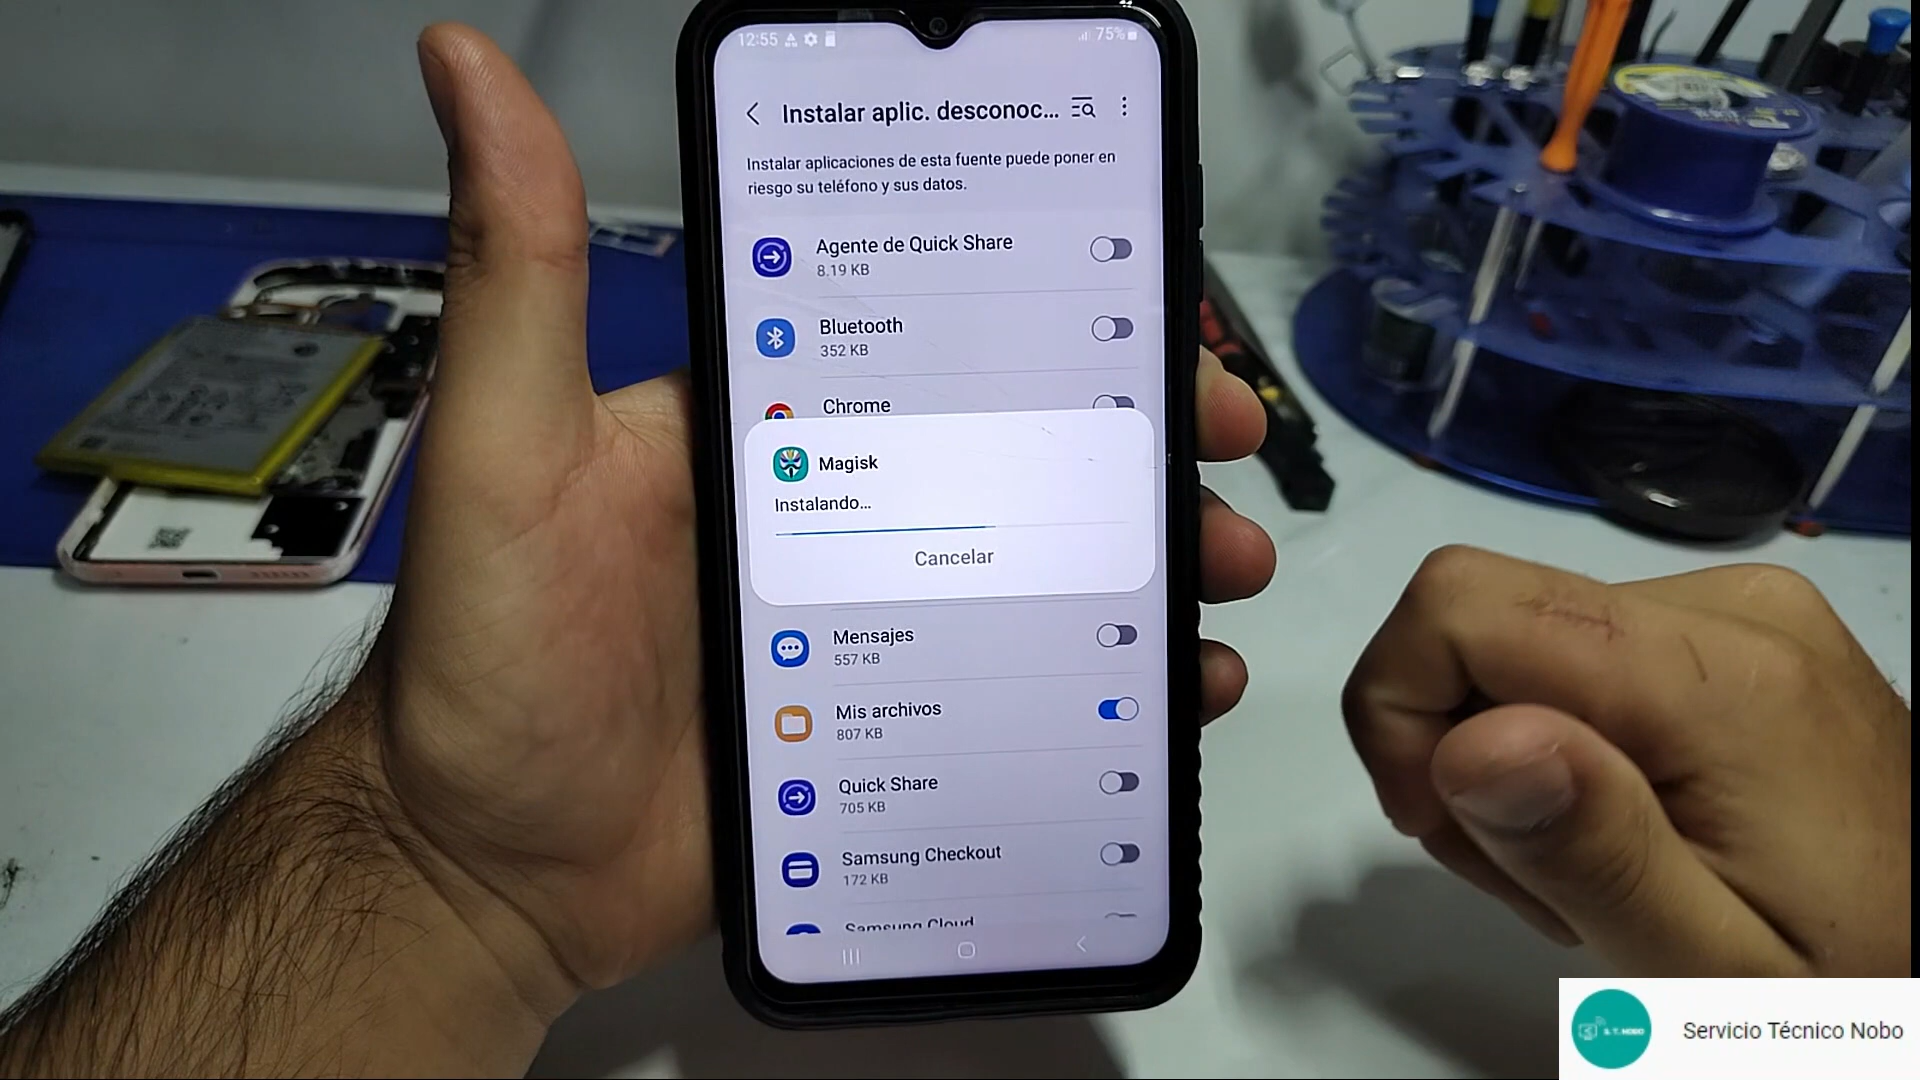 12:55
75%
Instalar aplic. desconoc...
Instalar aplicaciones de esta fuente puede poner en
riesgo su teléfono y sus datos.
Agente de Quick Share
8.19 KB
Bluetooth
352 KB
Chrome
Magisk
Instalando...
Cancelar
Mensajes
557 KB
Mis archivos
807 KB
Quick Share
705 KB
Samsung Checkout
172 KB
Samsung Cloud
S. T. NOBO
Servicio Técnico Nobo